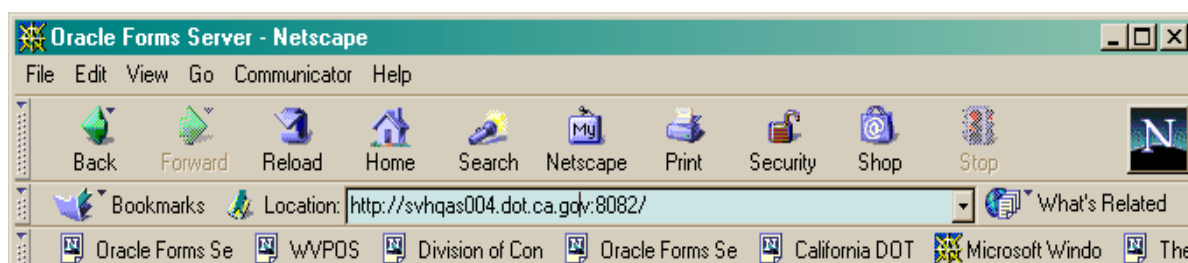 Oracle Forms Server - Netscape
File Edit View Go Communicator Help
My N
Back Forward Reload Home Search Netscape Print Security Shop Stop
Bookmarks Location: http://svhqas004.dot.ca.gov:8082/ What's Related
Oracle Forms Se WVPOS Division of Con Oracle Forms Se California DOT Microsoft Windo The